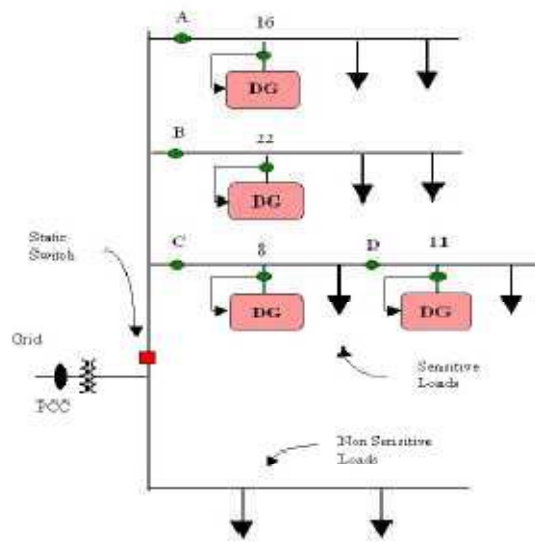 A
16
DG
B
22
DG
Static
Switch
C
8
D
11
DG
DG
Grid
PCC
Sensitive
Loads
Non Sensitive
Loads